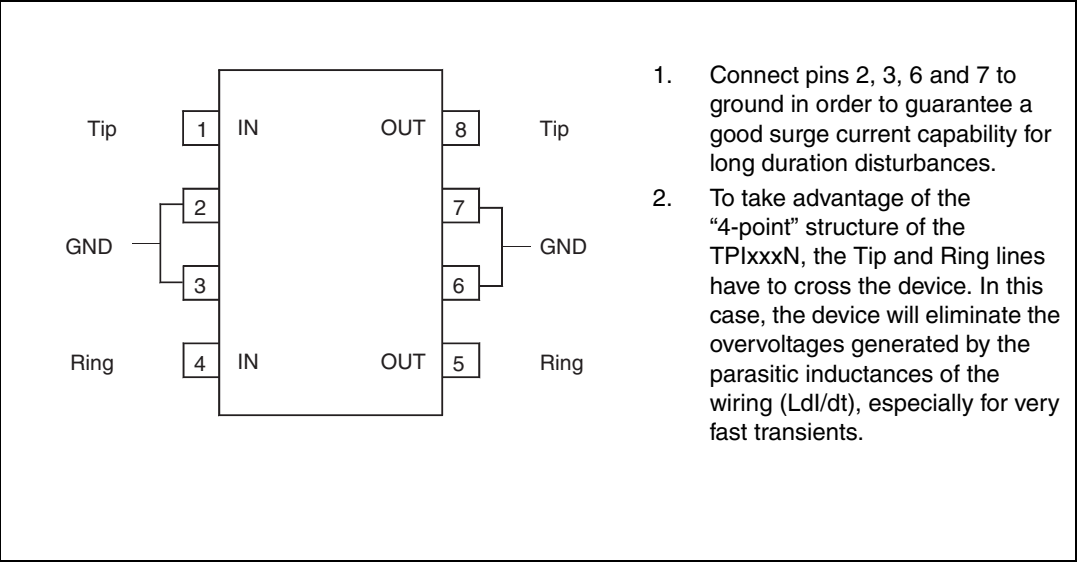 Tip
1
IN
OUT
8
Tip
2
7
GND
GND
3
6
Ring
4
IN
OUT
5
Ring
1. Connect pins 2, 3, 6 and 7 to
ground in order to guarantee a
good surge current capability for
long duration disturbances.
2. To take advantage of the
“4-point” structure of the
TPIxxxN, the Tip and Ring lines
have to cross the device. In this
case, the device will eliminate the
overvoltages generated by the
parasitic inductances of the
wiring (LdI/dt), especially for very
fast transients.